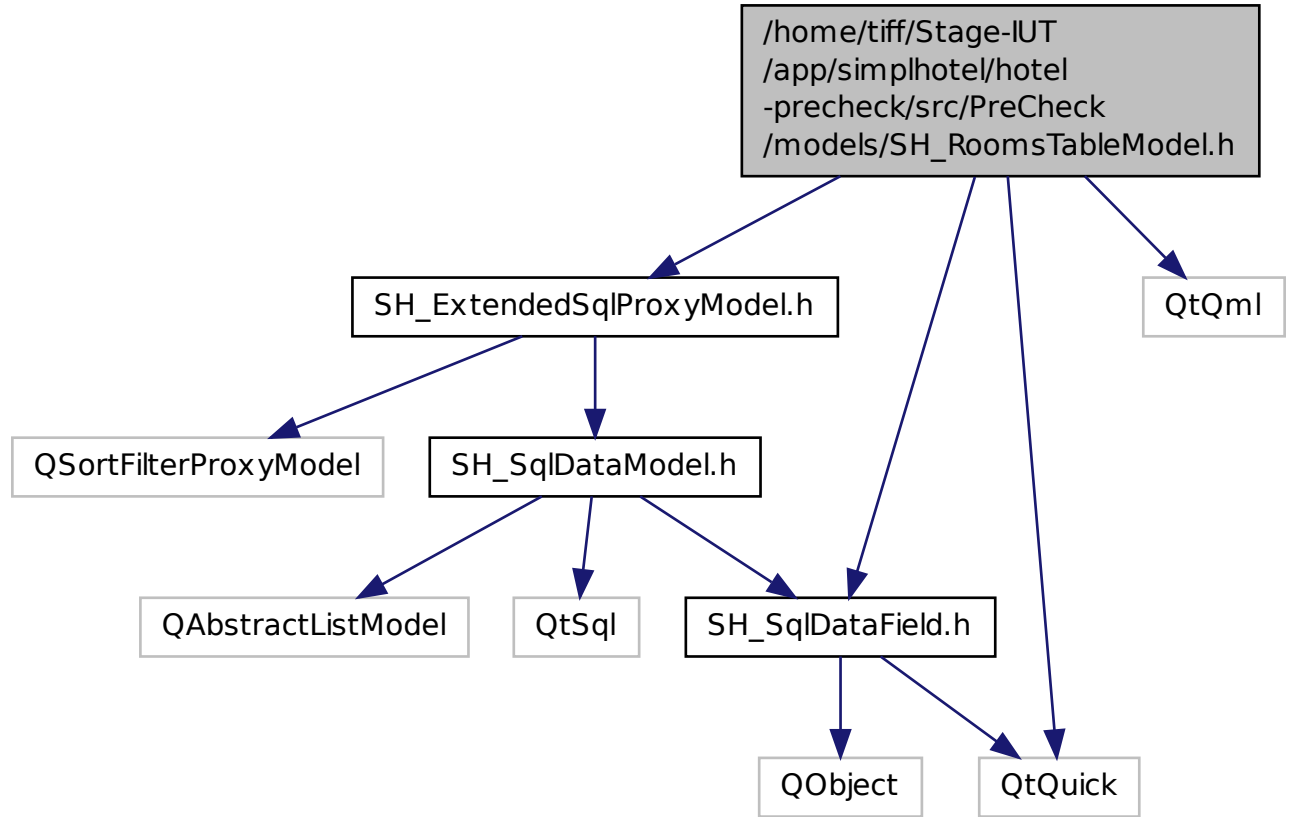 /home/tiff/Stage-IUT
/app/simplhotel/hotel
-precheck/src/PreCheck
/models/SH_RoomsTableModel.h
SH_ExtendedSqlProxyModel.h
QtQml
QSortFilterProxyModel
SH_SqlDataModel.h
QAbstractListModel
QtSql
SH_SqlDataField.h
QObject
QtQuick